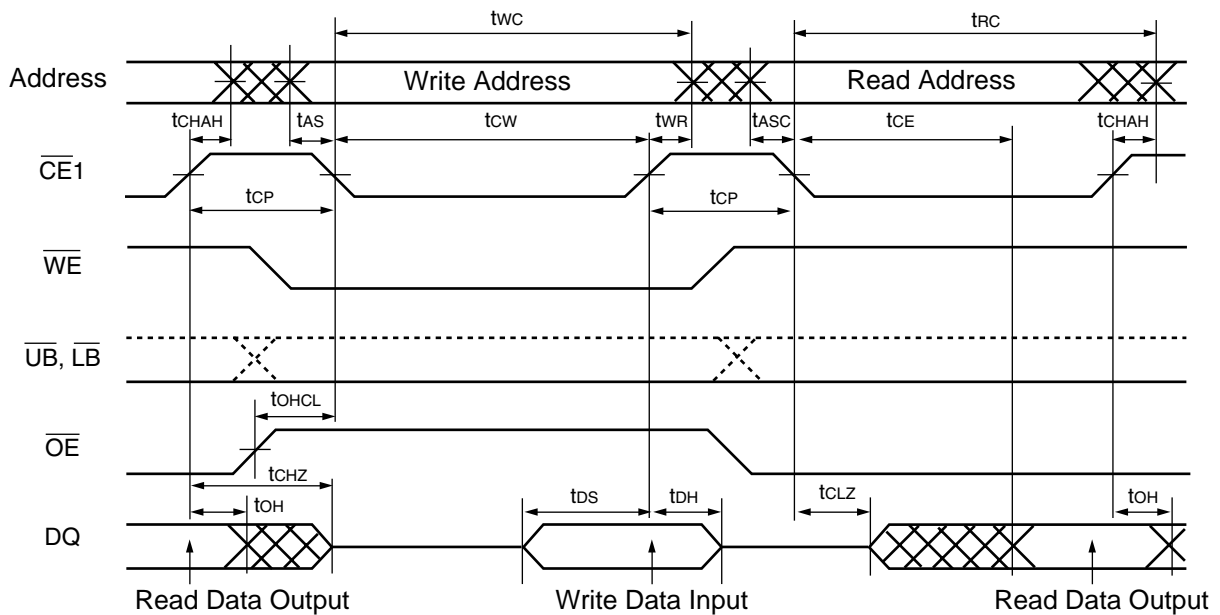 tWC
tRC
Address
Write Address
Read Address
tCHAH
tAS
tCW
tWR
tASC
tCE
tCHAH
CE1
tCP
tCP
WE
UB, LB
tOHCL
OE
tCHZ
tOH
tDS
tDH
tCLZ
tOH
DQ
Read Data Output
Write Data Input
Read Data Output